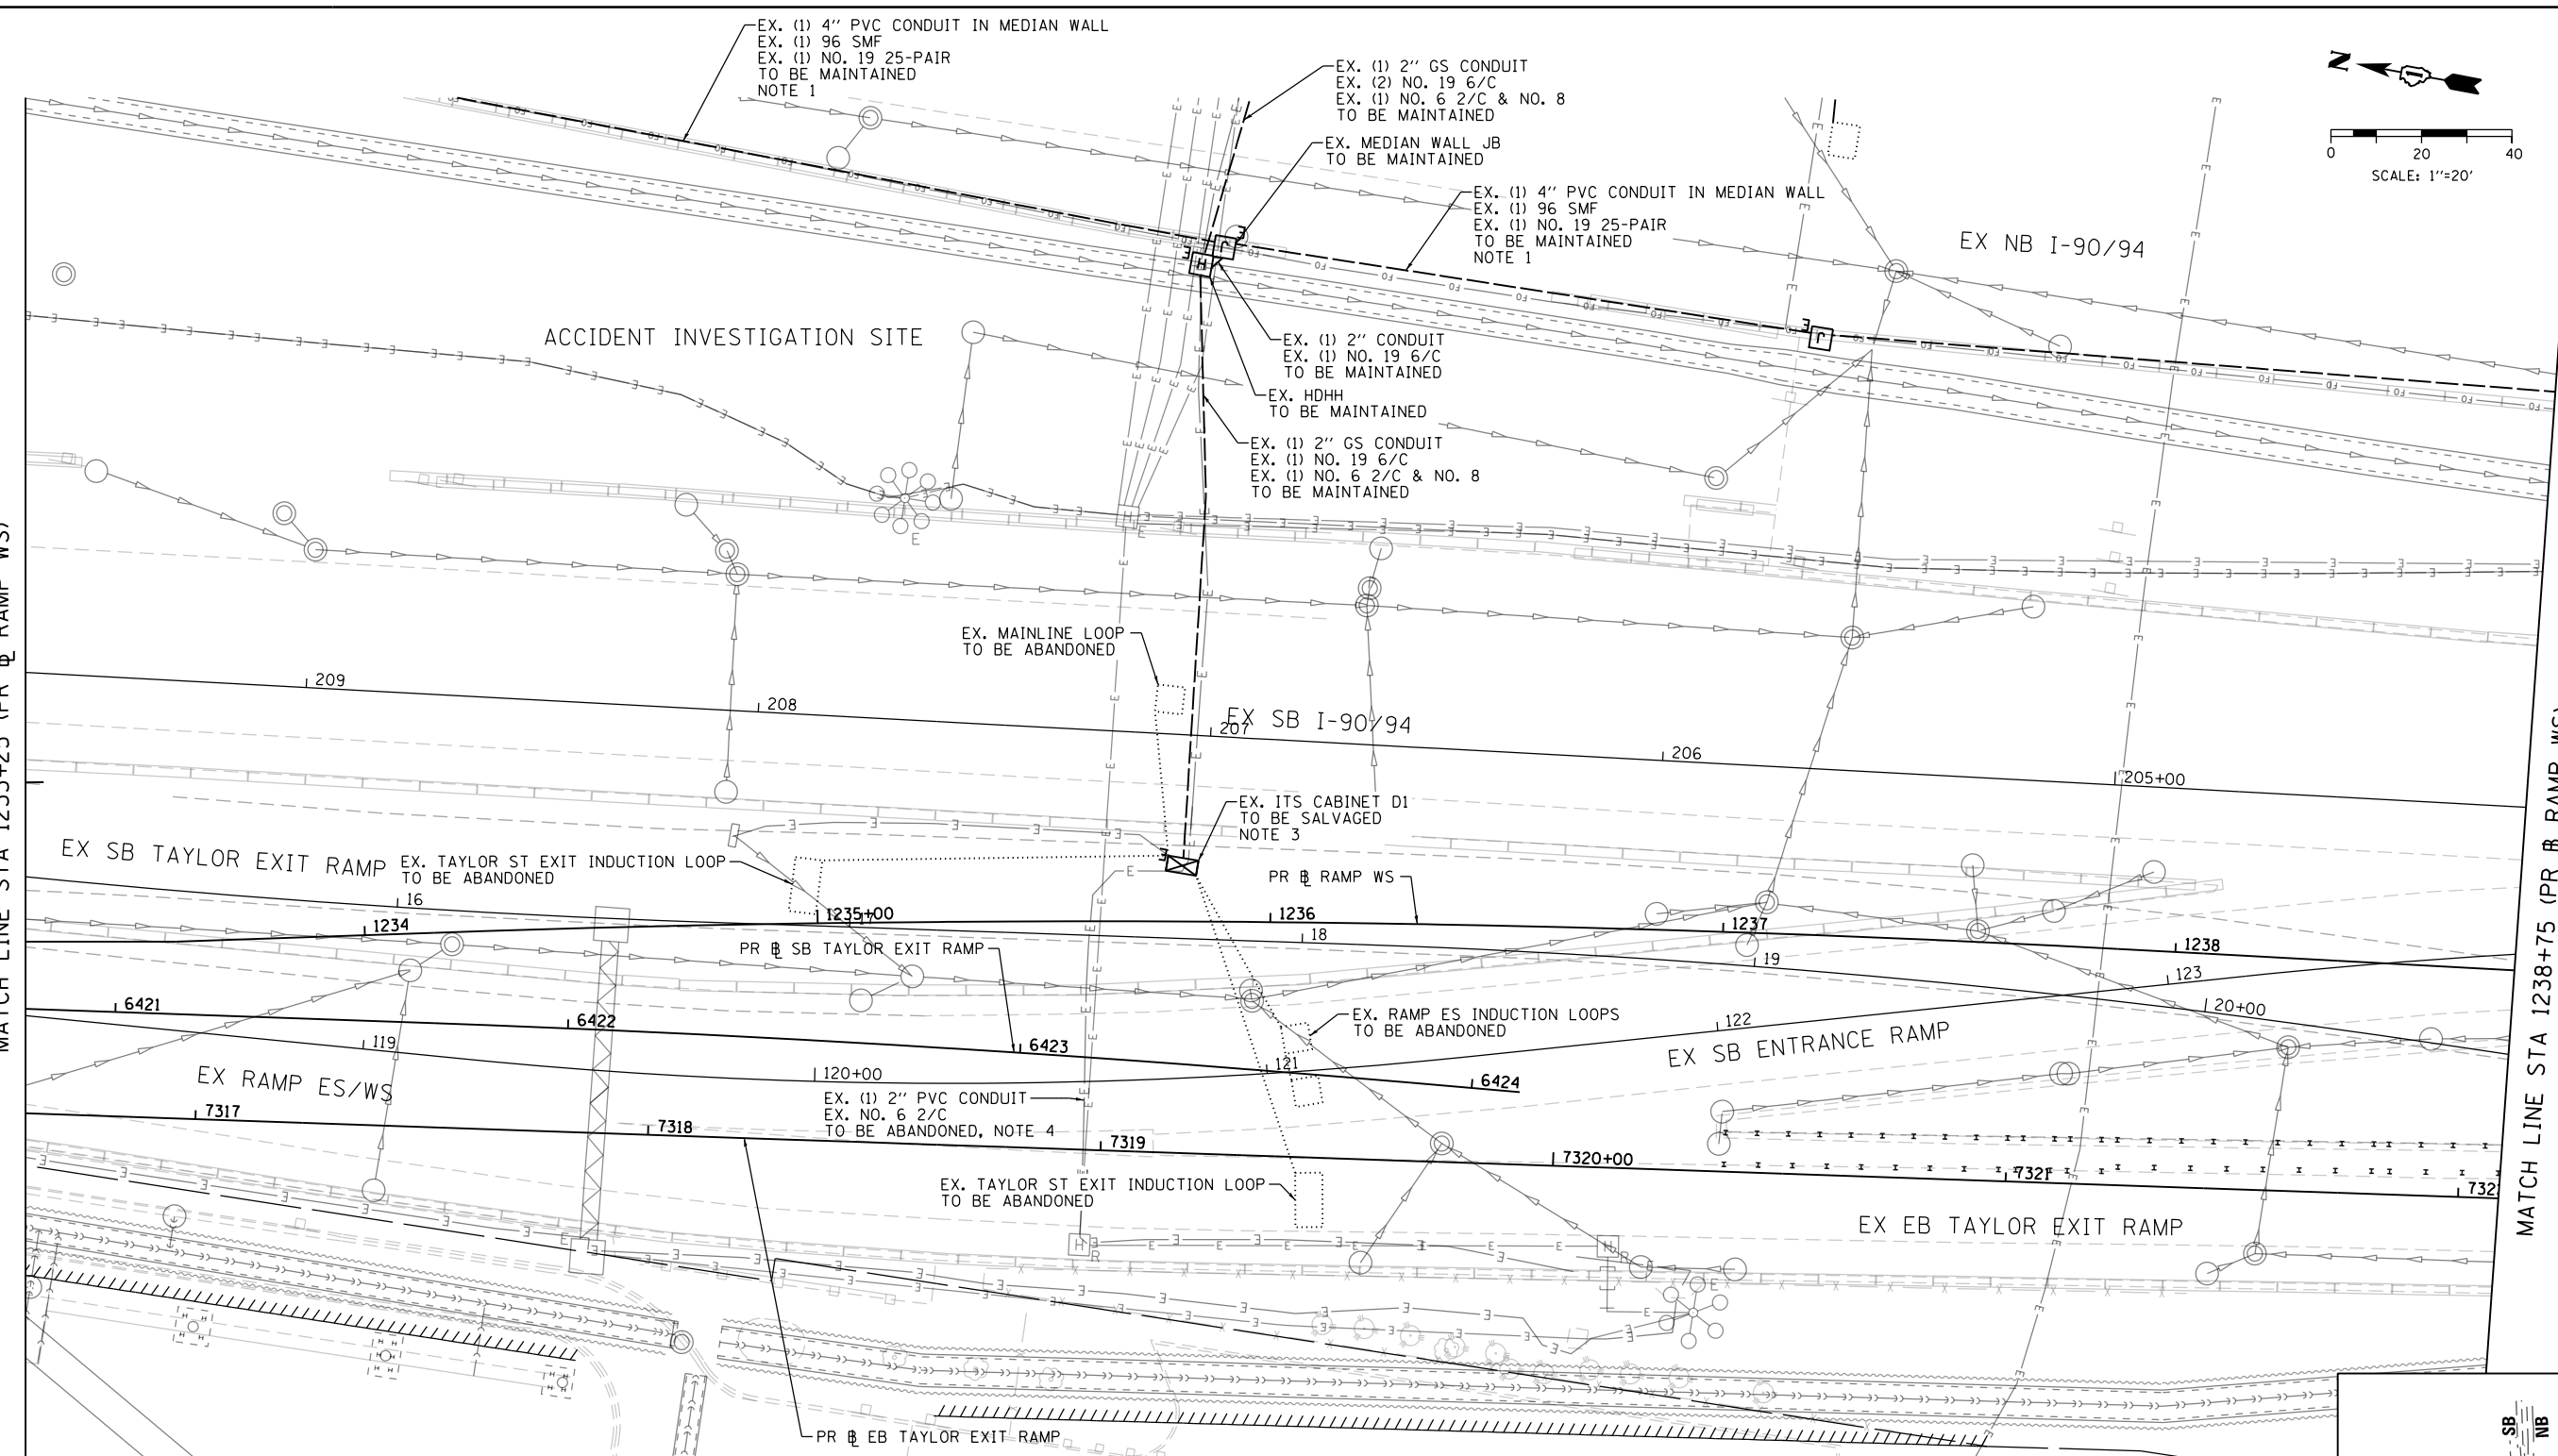 EX. (1) 4" PVC CONDUIT IN MEDIAN WALL
EX. (1) 96 SMF
EX. (1) NO. 19 25-PAIR
TO BE MAINTAINED
NOTE 1
EX. (1) 2" GS CONDUIT
EX. (2) NO. 19 6/C
EX. (1) NO. 6 2/C & NO. 8
TO BE MAINTAINED
EX. MEDIAN WALL JB
TO BE MAINTAINED
EX. (1) 4" PVC CONDUIT IN MEDIAN WALL
EX. (1) 96 SMF
EX. (1) NO. 19 25-PAIR
TO BE MAINTAINED
NOTE 1
N
0 20 40
SCALE: 1"=20'
EX NB I-90/94
ACCIDENT INVESTIGATION SITE
EX. (1) 2" CONDUIT
EX. (1) NO. 19 6/C
TO BE MAINTAINED
EX. HDHH
TO BE MAINTAINED
EX. (1) 2" GS CONDUIT
EX. (1) NO. 19 6/C
EX. (1) NO. 6 2/C & NO. 8
TO BE MAINTAINED
EX. MAINLINE LOOP
TO BE ABANDONED
209
208
207
206
205+00
EX SB I-90/94
EX. ITS CABINET D1
TO BE SALVAGED
NOTE 3
EX SB TAYLOR EXIT RAMP
EX. TAYLOR ST EXIT INDUCTION LOOP
TO BE ABANDONED
PR BL RAMP WS
16
17
18
19
20+00
1234
1235+00
1236
1237
1238
PR BL SB TAYLOR EXIT RAMP
6421
6422
6423
6424
EX. RAMP ES INDUCTION LOOPS
TO BE ABANDONED
119
120+00
121
122
123
EX SB ENTRANCE RAMP
EX RAMP ES/WS
EX. (1) 2" PVC CONDUIT
EX. NO. 6 2/C
TO BE ABANDONED, NOTE 4
7317
7318
7319
7320+00
7321
EX. TAYLOR ST EXIT INDUCTION LOOP
TO BE ABANDONED
EX EB TAYLOR EXIT RAMP
PR BL EB TAYLOR EXIT RAMP
MATCH LINE STA 1238+75 (PR BL RAMP WS)
SB
NB